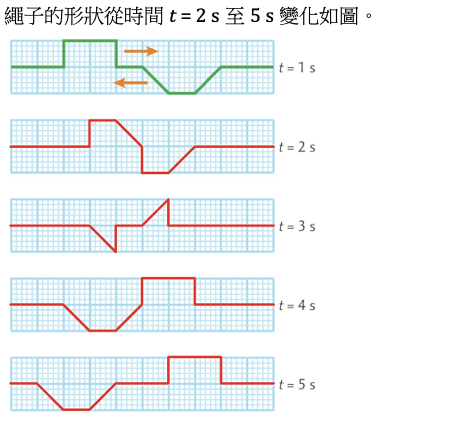 繩子的形狀從時間 t = 2 s 至 5 s 變化如圖。
t = 1 s
t = 2 s
t = 3 s
t = 4 s
t = 5 s